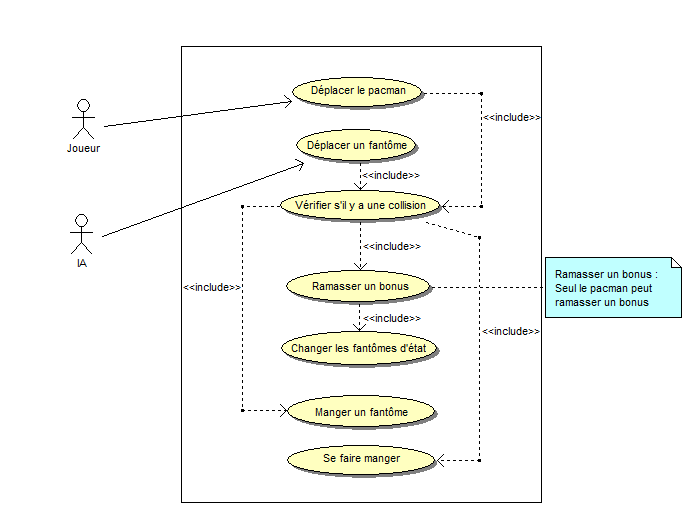 Déplacer le pacman
<<include>>
Joueur
Déplacer un fantôme
<<include>>
Vérifier s'il y a une collision
IA
<<include>>
Ramasser un bonus :
Seul le pacman peut
ramasser un bonus
<<include>>
Ramasser un bonus
<<include>>
<<include>>
Changer les fantômes d'état
Manger un fantôme
Se faire manger